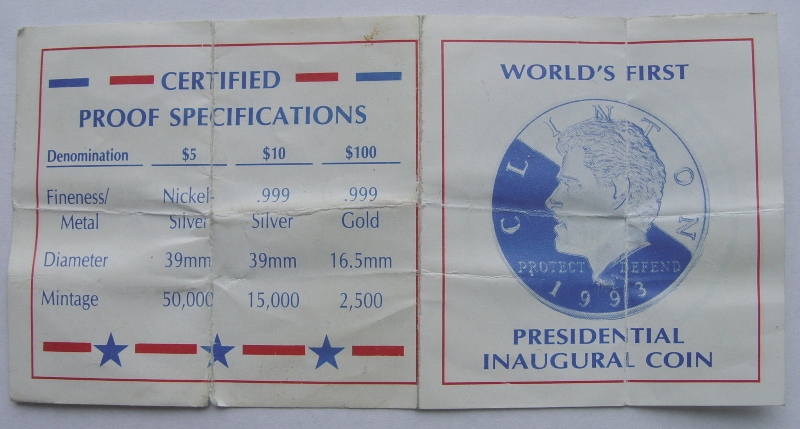 CERTIFIED
PROOF SPECIFICATIONS
Denomination $5 $10 $100
Fineness/ Nickel- .999 .999
Metal Silver Silver Gold
Diameter 39mm 39mm 16.5mm
Mintage 50,000 15,000 2,500
WORLD'S FIRST
CLINTON
PROTECT DEFEND
1993
PRESIDENTIAL
INAUGURAL COIN